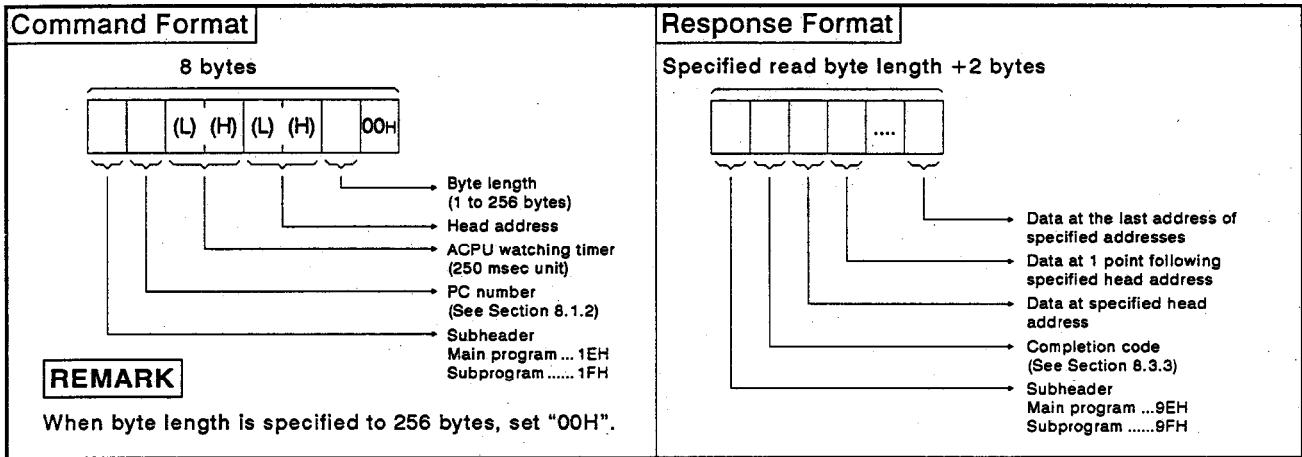 Command Format
8 bytes
(L) (H) (L) (H) 00H
Byte length
(1 to 256 bytes)
Head address
ACPU watching timer
(250 msec unit)
PC number
(See Section 8.1.2)
Subheader
Main program ... 1EH
Subprogram ...... 1FH
REMARK
When byte length is specified to 256 bytes, set “00H”.
Response Format
Specified read byte length +2 bytes
....
Data at the last address of
specified addresses
Data at 1 point following
specified head address
Data at specified head
address
Completion code
(See Section 8.3.3)
Subheader
Main program ...9EH
Subprogram ......9FH